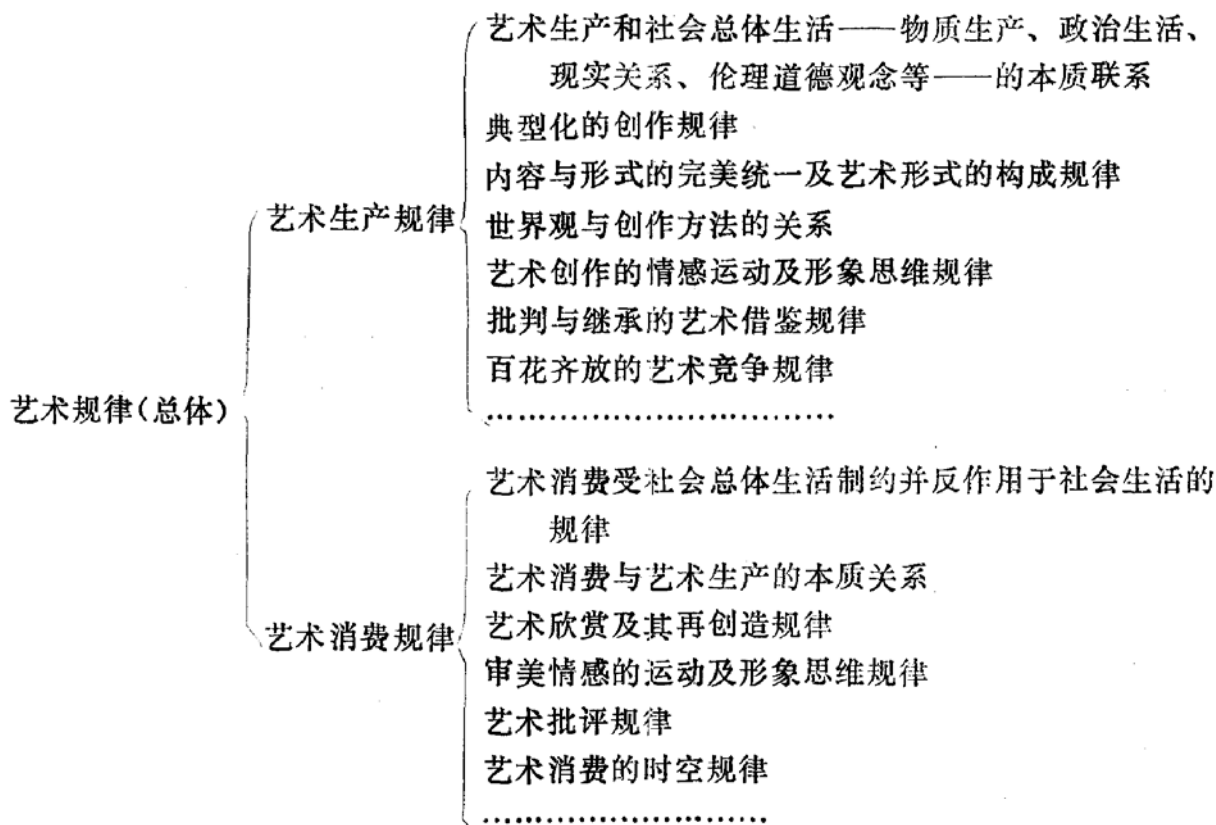 艺术生产和社会总体生活——物质生产、政治生活、
现实关系、伦理道德观念等——的本质联系
典型化的创作规律
内容与形式的完美统一及艺术形式的构成规律
艺术生产规律
世界观与创作方法的关系
艺术创作的情感运动及形象思维规律
批判与继承的艺术借鉴规律
百花齐放的艺术竞争规律
艺术规律(总体)
…………………………
艺术消费受社会总体生活制约并反作用于社会生活的
规律
艺术消费与艺术生产的本质关系
艺术欣赏及其再创造规律
艺术消费规律
审美情感的运动及形象思维规律
艺术批评规律
艺术消费的时空规律
……………………